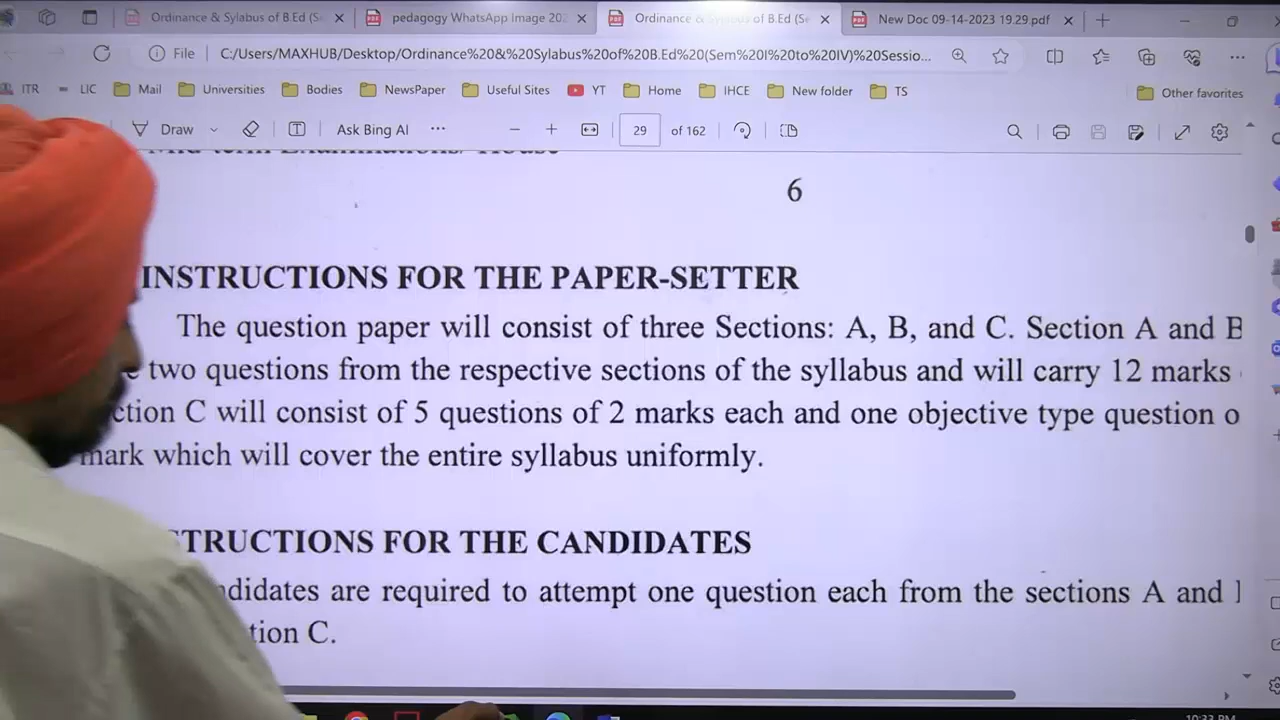 Ordinance & Sylabus of B.Ed (Se
pedagogy WhatsApp Image 202
Ordinance & Sylabus of B.Ed (Se
New Doc 09-14-2023 19.29.pdf
File
C:/Users/MAXHUB/Desktop/Ordinance%20&%20Sylabus%20of%20B.Ed%20(Sem%20I%20to%20IV)%20Sessio...
ITR LIC Mail Universities Bodies NewsPaper Useful Sites YT Home IHCE New folder TS Other favorites
Draw Ask Bing AI 29 of 162
6
INSTRUCTIONS FOR THE PAPER-SETTER
The question paper will consist of three Sections: A, B, and C. Section A and B
two questions from the respective sections of the syllabus and will carry 12 marks
ction C will consist of 5 questions of 2 marks each and one objective type question o
mark which will cover the entire syllabus uniformly.
STRUCTIONS FOR THE CANDIDATES
didates are required to attempt one question each from the sections A and
tion C.